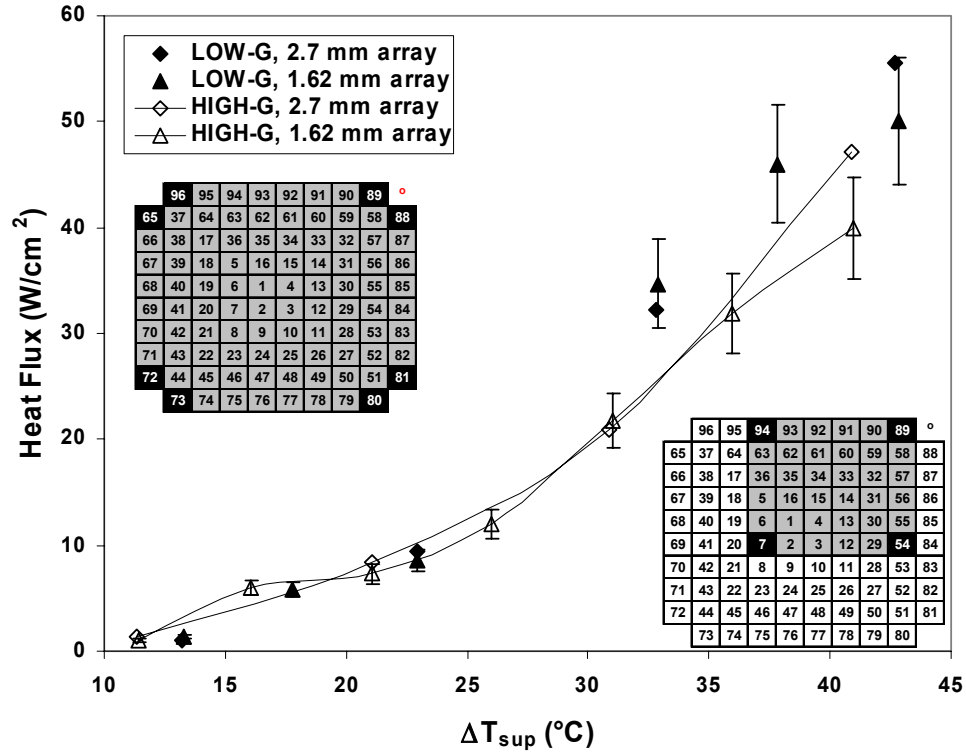 60
50
40
30
20
10
0
Heat Flux (W/cm²)
LOW-G, 2.7 mm array
LOW-G, 1.62 mm array
HIGH-G, 2.7 mm array
HIGH-G, 1.62 mm array
96 95 94 93 92 91 90 89 o
65 37 64 63 62 61 60 59 58 88
66 38 17 36 35 34 33 32 57 87
67 39 18 5 16 15 14 31 56 86
68 40 19 6 1 4 13 30 55 85
69 41 20 7 2 3 12 29 54 84
70 42 21 8 9 10 11 28 53 83
71 43 22 23 24 25 26 27 52 82
72 44 45 46 47 48 49 50 51 81
73 74 75 76 77 78 79 80
96 95 94 93 92 91 90 89 o
65 37 64 63 62 61 60 59 58 88
66 38 17 36 35 34 33 32 57 87
67 39 18 5 16 15 14 31 56 86
68 40 19 6 1 4 13 30 55 85
69 41 20 7 2 3 12 29 54 84
70 42 21 8 9 10 11 28 53 83
71 43 22 23 24 25 26 27 52 82
72 44 45 46 47 48 49 50 51 81
73 74 75 76 77 78 79 80
10 15 20 25 30 35 40 45
ΔTsup (°C)